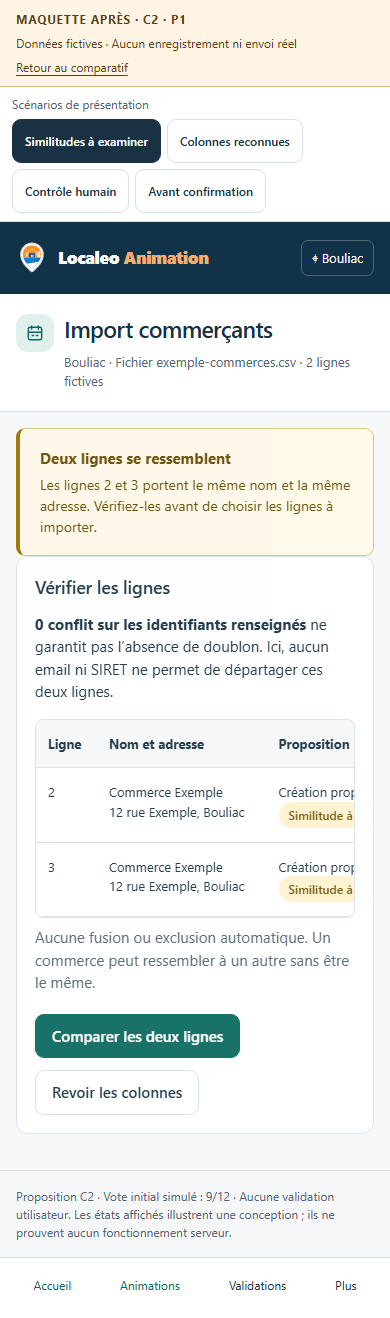 MAQUETTE APRÈS · C2 · P1
Données fictives · Aucun enregistrement ni envoi réel
Retour au comparatif
Scénarios de présentation
Similitudes à examiner
Colonnes reconnues
Contrôle humain
Avant confirmation
Localeo Animation
Bouliac
Import commerçants
Bouliac · Fichier exemple-commerces.csv · 2 lignes
fictives
Deux lignes se ressemblent
Les lignes 2 et 3 portent le même nom et la même
adresse. Vérifiez-les avant de choisir les lignes à
importer.
Vérifier les lignes
0 conflit sur les identifiants renseignés ne
garantit pas l’absence de doublon. Ici, aucun
email ni SIRET ne permet de départager ces
deux lignes.
Ligne Nom et adresse Proposition
2 Commerce Exemple Création prop
12 rue Exemple, Bouliac Similitude à
3 Commerce Exemple Création prop
12 rue Exemple, Bouliac Similitude à
Aucune fusion ou exclusion automatique. Un
commerce peut ressembler à un autre sans être
le même.
Comparer les deux lignes
Revoir les colonnes
Proposition C2 · Vote initial simulé : 9/12 · Aucune validation
utilisateur. Les états affichés illustrent une conception ; ils ne
prouvent aucun fonctionnement serveur.
Accueil Animations Validations Plus